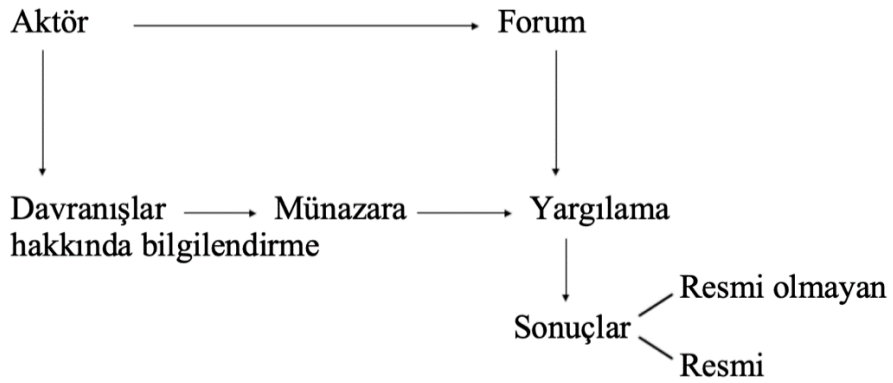 Aktör
Forum
Davranışlar
hakkında bilgilendirme
Münazara
Yargılama
Sonuçlar
Resmi olmayan
Resmi